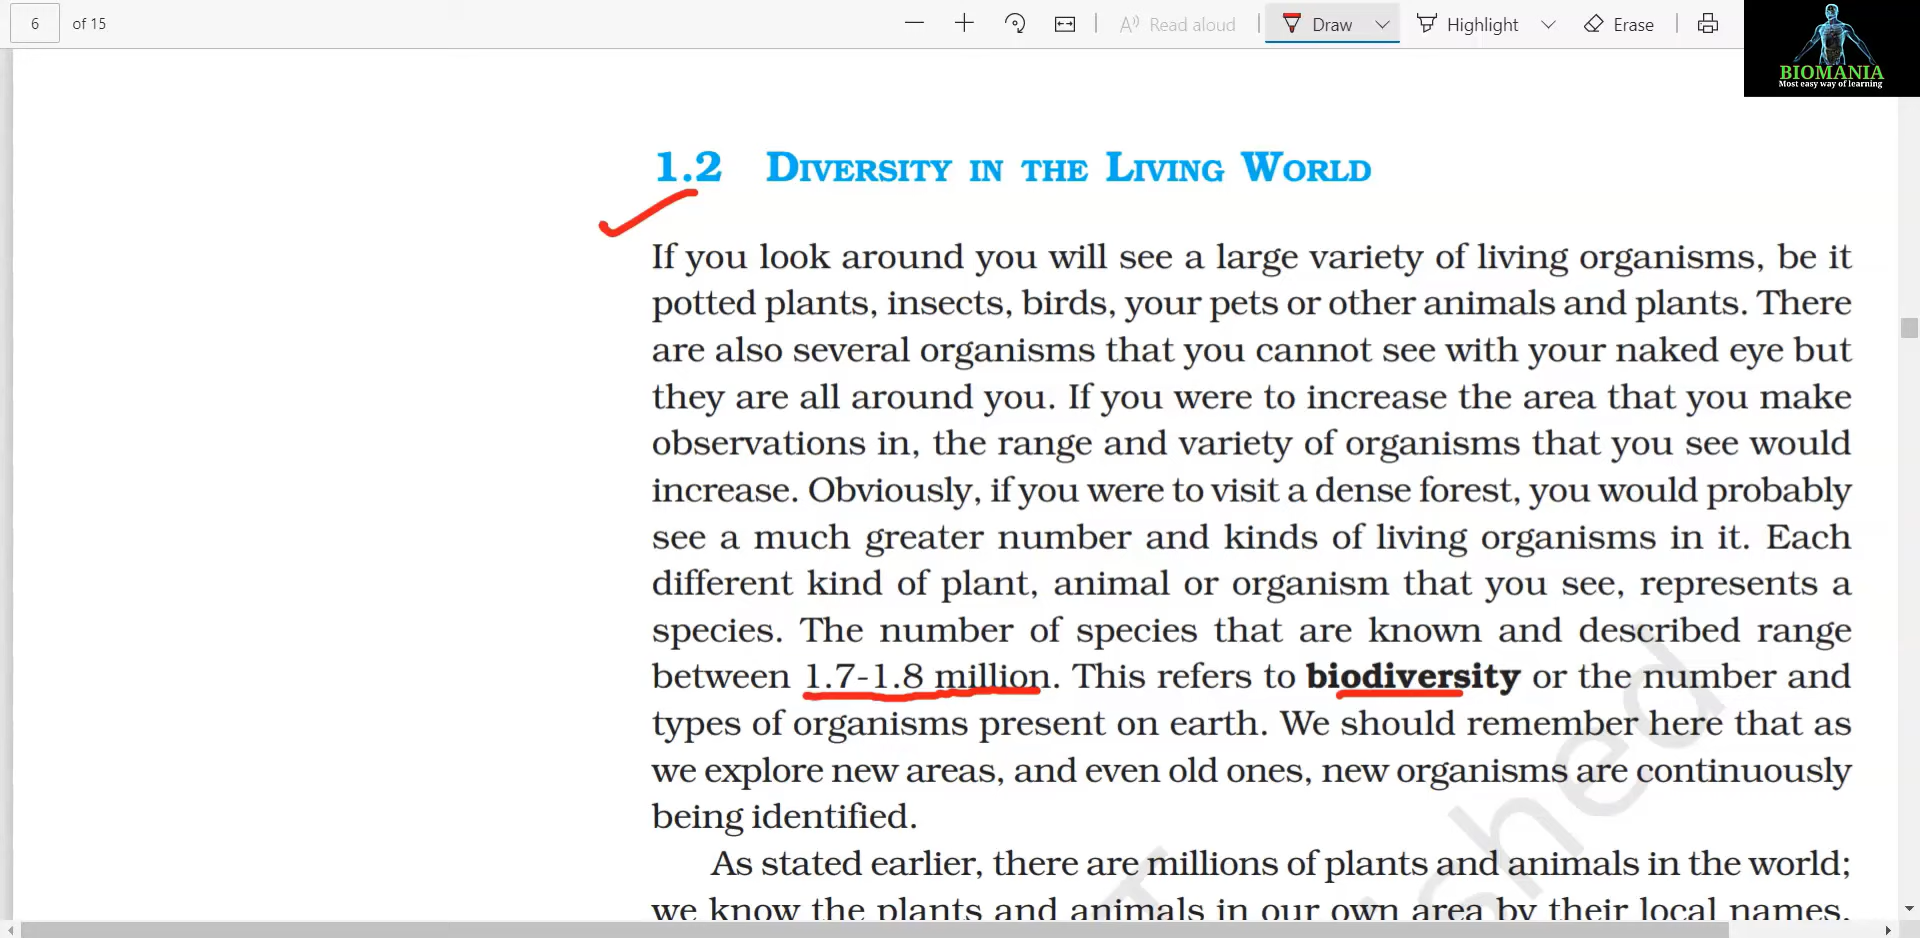 6 of 15 Read aloud Draw Highlight Erase
BIOMANIA
Most easy way of learning
1.2 DIVERSITY IN THE LIVING WORLD
If you look around you will see a large variety of living organisms, be it
potted plants, insects, birds, your pets or other animals and plants. There
are also several organisms that you cannot see with your naked eye but
they are all around you. If you were to increase the area that you make
observations in, the range and variety of organisms that you see would
increase. Obviously, if you were to visit a dense forest, you would probably
see a much greater number and kinds of living organisms in it. Each
different kind of plant, animal or organism that you see, represents a
species. The number of species that are known and described range
between 1.7-1.8 million. This refers to biodiversity or the number and
types of organisms present on earth. We should remember here that as
we explore new areas, and even old ones, new organisms are continuously
being identified.
As stated earlier, there are millions of plants and animals in the world;
we know the plants and animals in our own area by their local names.